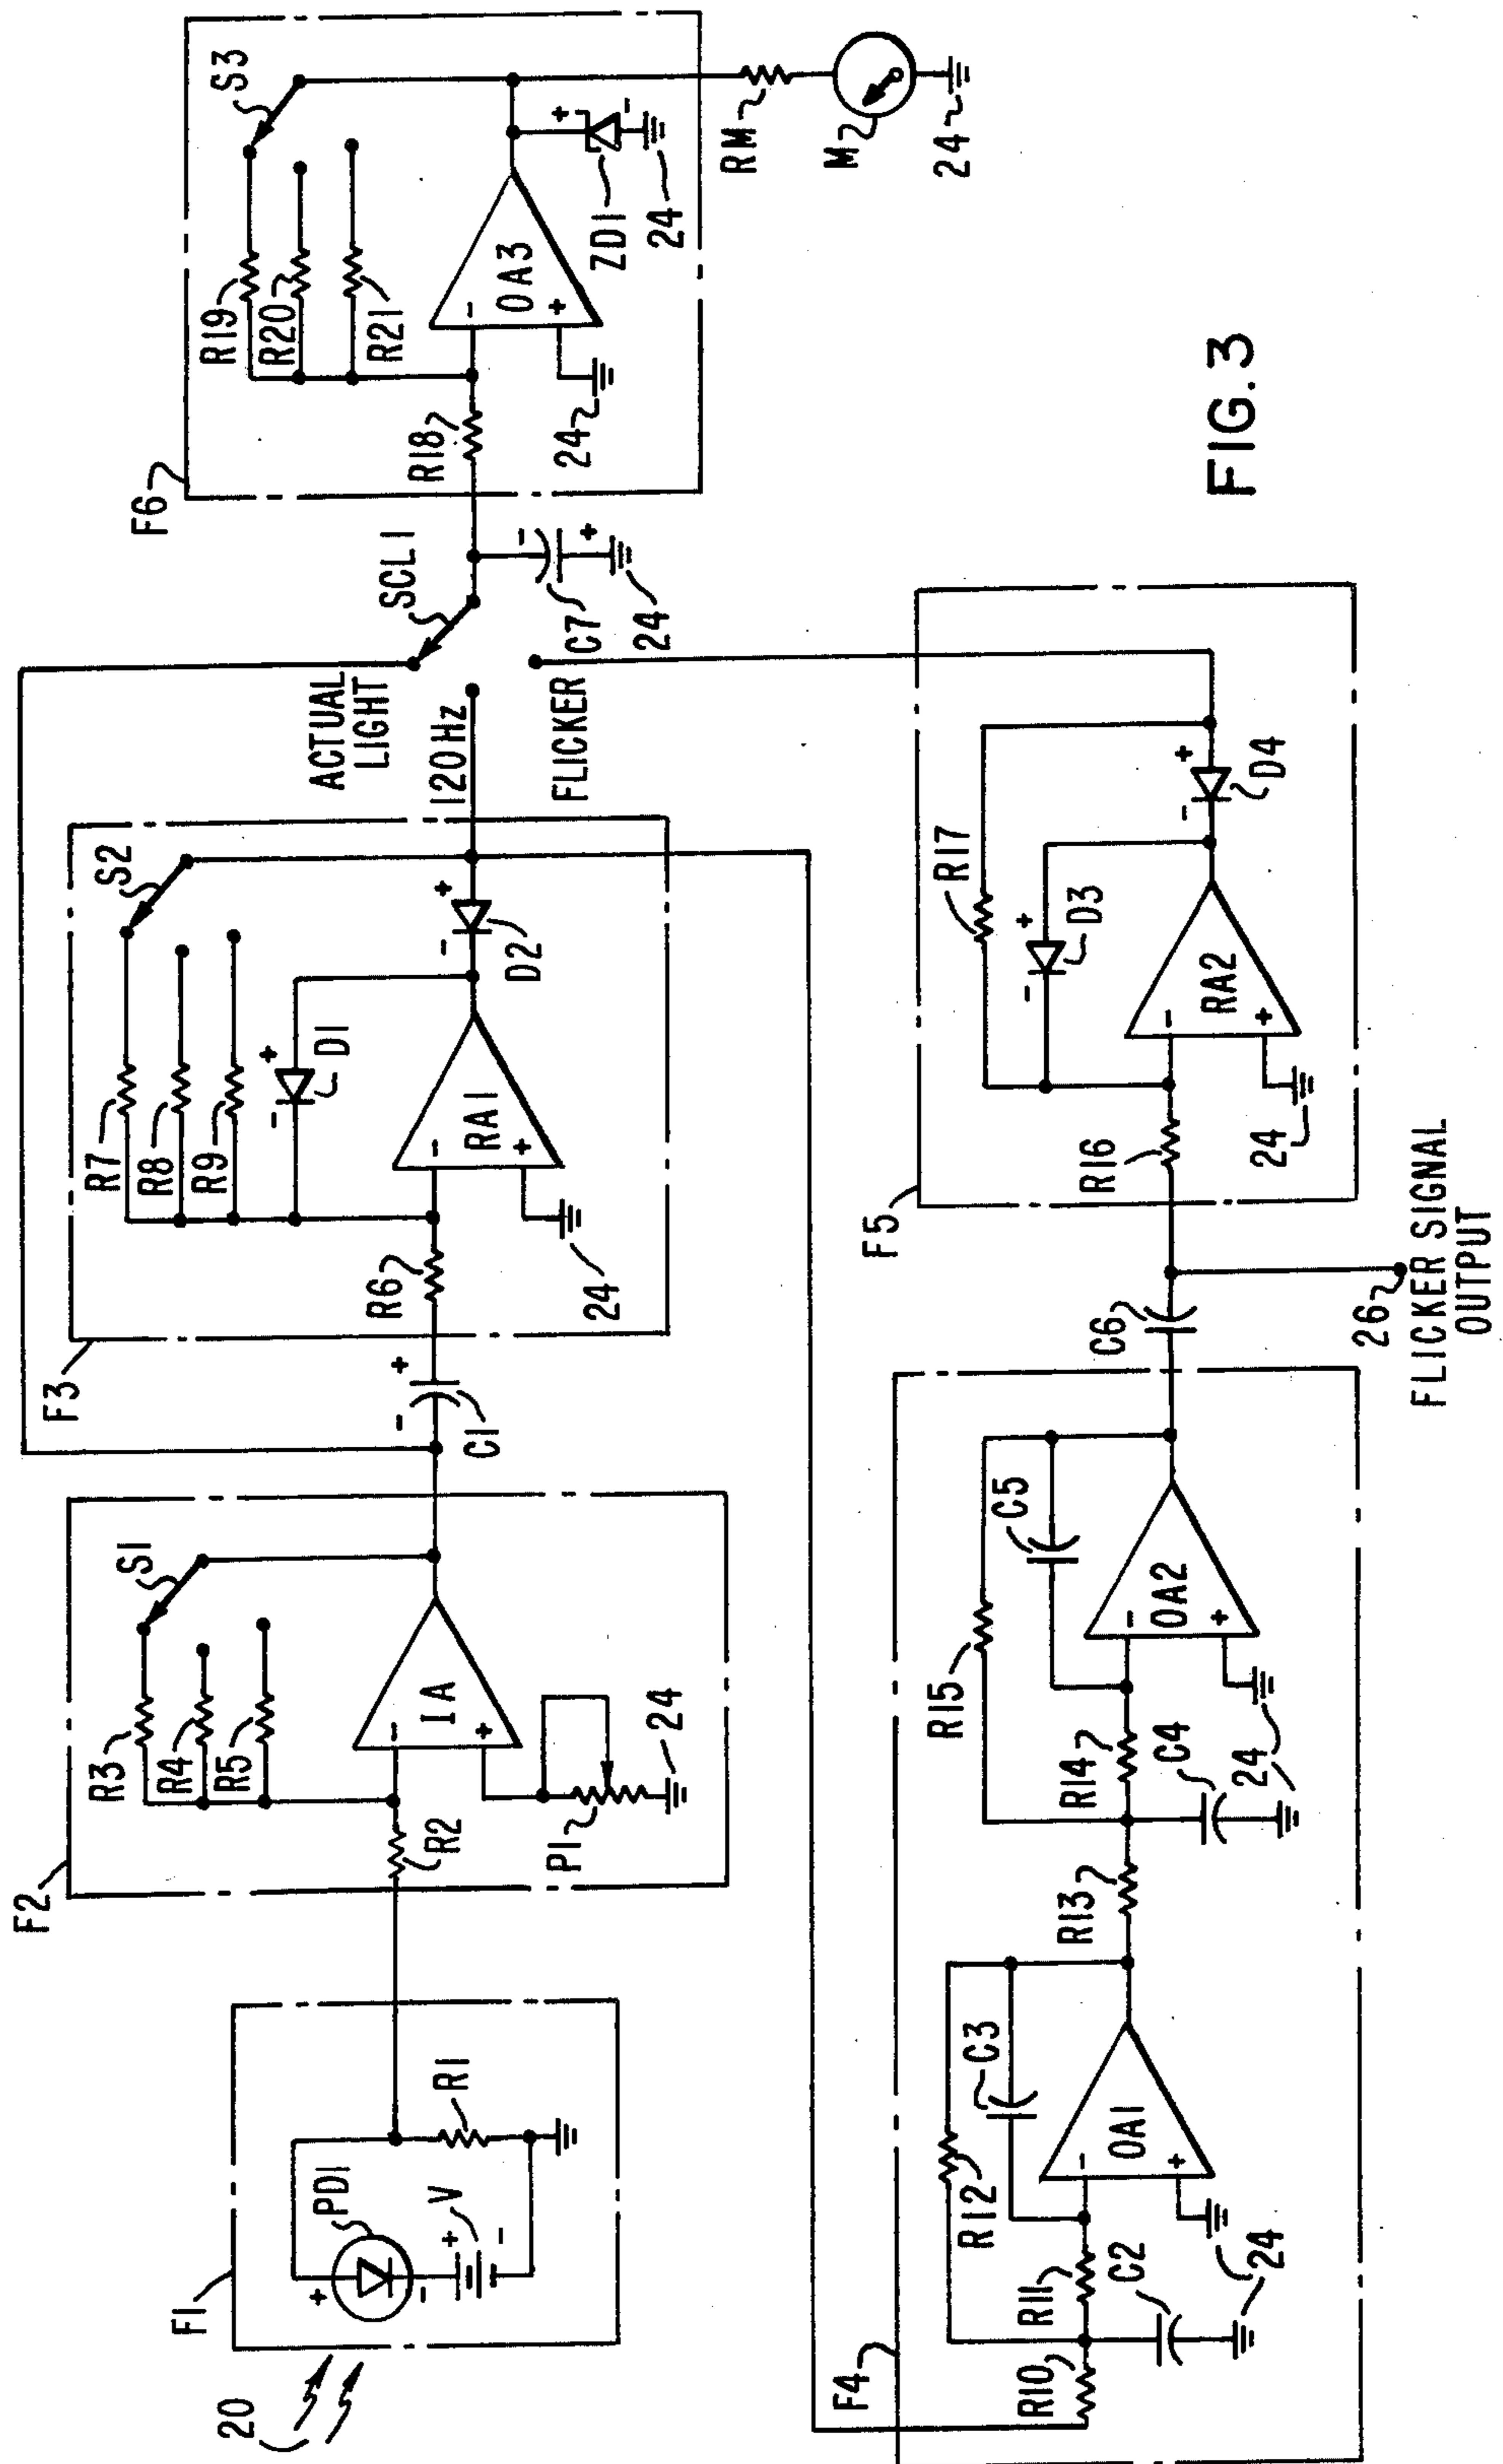 20
F1
PD1
+
-
V
+
-
R1
F2
R2
R3
R4
R5
S1
IA
-
+
P1
24
F3
C1
-
+
R6
R7
R8
R9
S2
D1
-
+
RA1
-
+
24
D2
-
+
ACTUAL
LIGHT
120Hz
FLICKER
SCL1
C7
-
+
24
F6
R18
R19
R20
R21
S3
OA3
-
+
24
ZD1
+
-
24
RM
M
24
F4
R10
R11
C2
24
R12
C3
OA1
-
+
R13
R14
C4
24
R15
C5
OA2
-
+
C6
26
FLICKER SIGNAL
OUTPUT
F5
R16
R17
D3
-
+
RA2
-
+
24
D4
-
+
FIG. 3